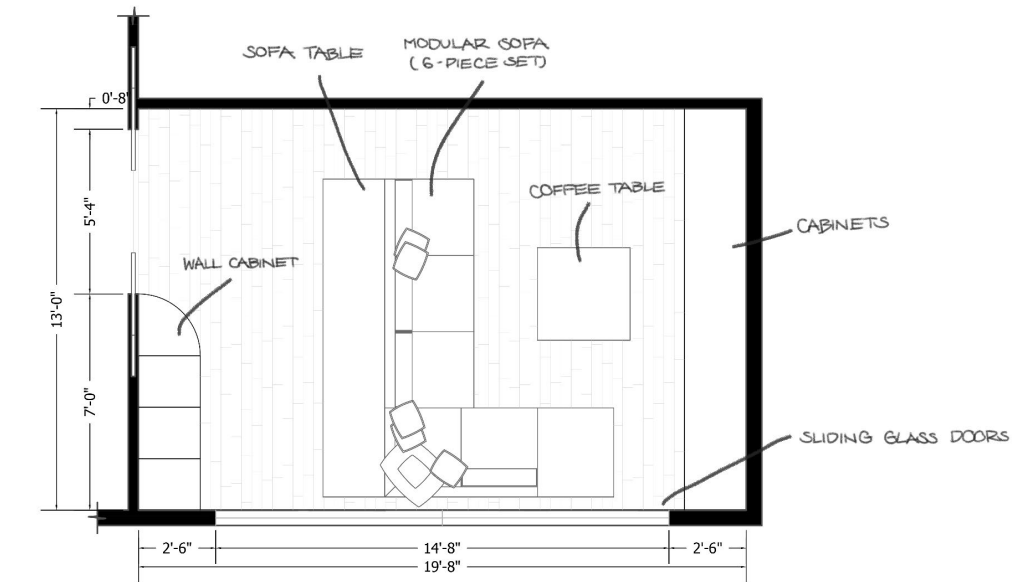 SOFA TABLE
MODULAR SOFA
(6-PIECE SET)
0'-8"
COFFEE TABLE
5'-4"
CABINETS
WALL CABINET
13'-0"
7'-0"
SLIDING GLASS DOORS
2'-6"
14'-8"
2'-6"
19'-8"